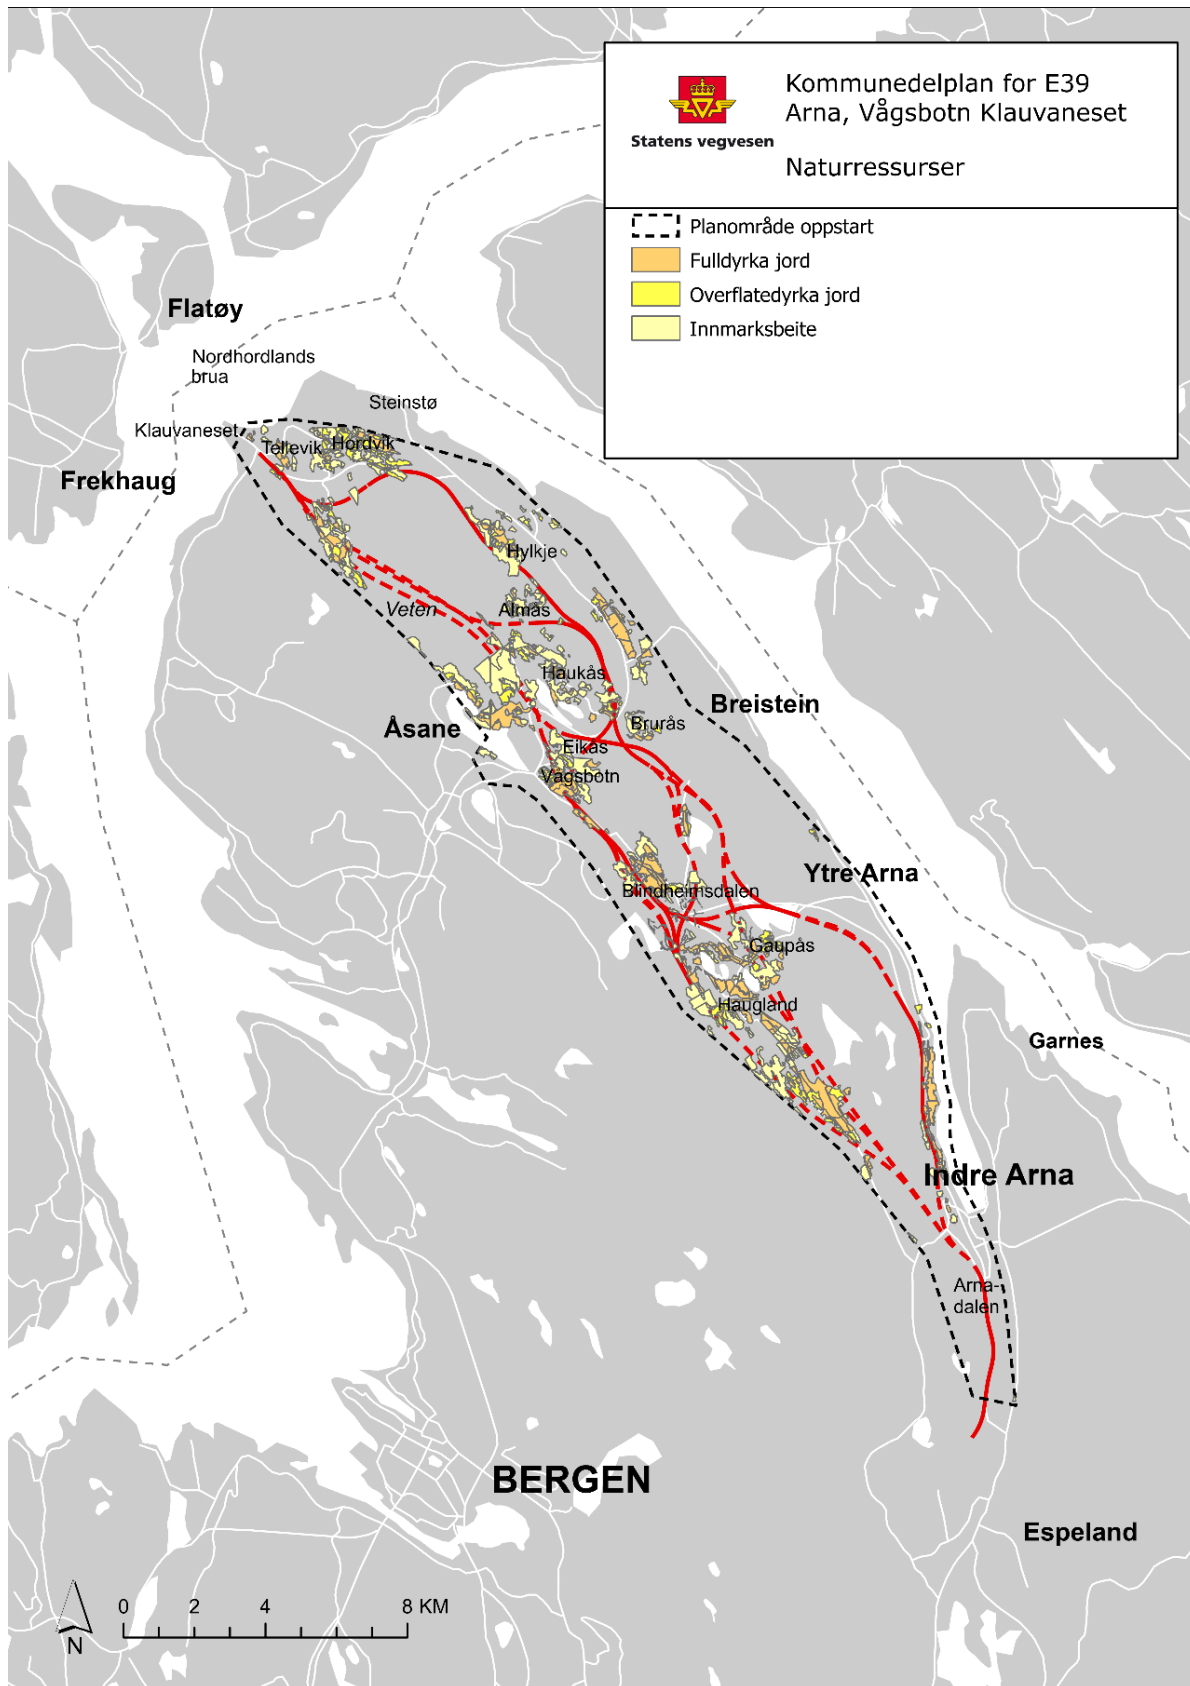 Kommunedelplan for E39
Arna, Vågsbotn Klauvaneset
Statens vegvesen
Naturressurser
Planområde oppstart
Fulldyrka jord
Overflatedyrka jord
Innmarksbeite
Flatøy
Nordhordlands
brua
Steinstø
Klauvaneset
Tellevik
Hordvik
Frekhaug
Hylkje
Veten
Almås
Haukås
Breistein
Åsane
Brurås
Eikås
Vågsbotn
Ytre Arna
Blindheimsdalen
Gaupås
Haugland
Garnes
Indre Arna
Arna-
dalen
BERGEN
Espeland
0 2 4 8 KM
N